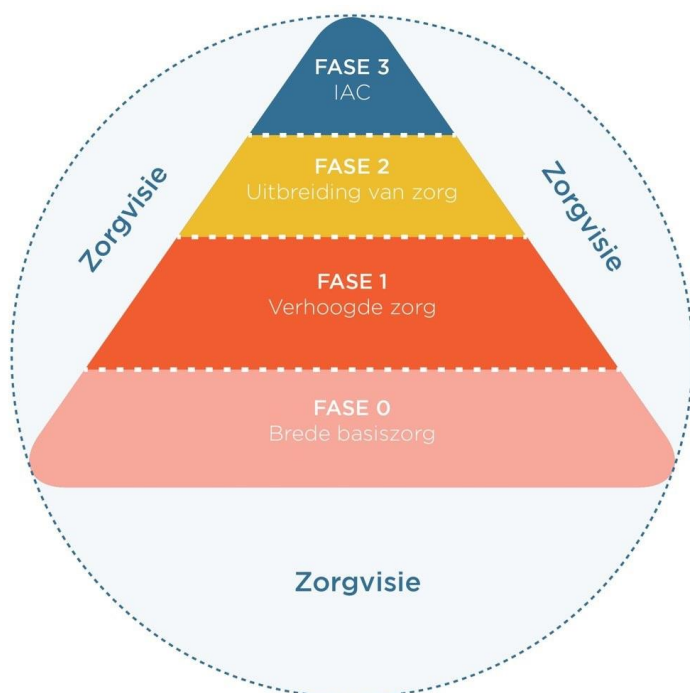 FASE 3
IAC
FASE 2
Uitbreiding van zorg
Zorgvisie
Zorgvisie
FASE 1
Verhoogde zorg
FASE 0
Brede basiszorg
Zorgvisie